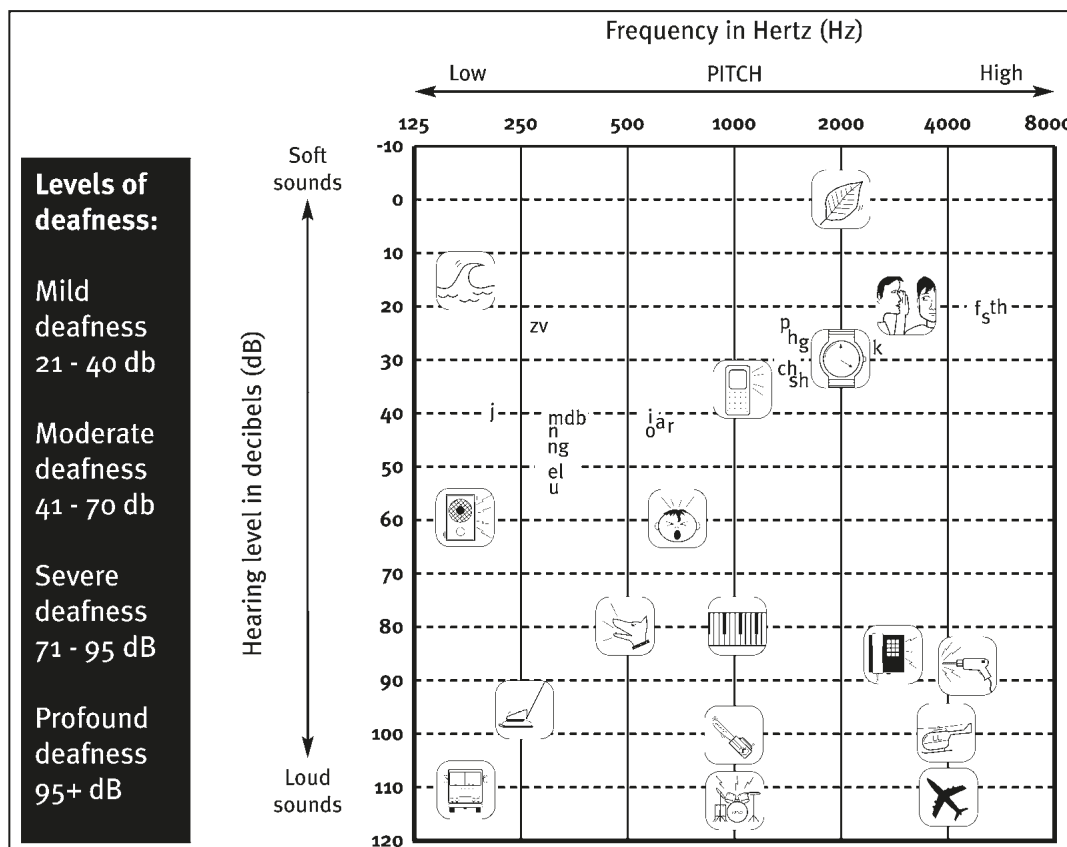 Frequency in Hertz (Hz)
Low PITCH High
125 250 500 1000 2000 4000 8000
Levels of
deafness:
Mild
deafness
21 - 40 db
Moderate
deafness
41 - 70 db
Severe
deafness
71 - 95 dB
Profound
deafness
95+ dB
Soft
sounds
Hearing level in decibels (dB)
Loud
sounds
-10
0
10
20
30
40
50
60
70
80
90
100
110
120
zv
j
mdb
n
ng
el
u
i a r
o
p
h g
k
ch
sh
f s th